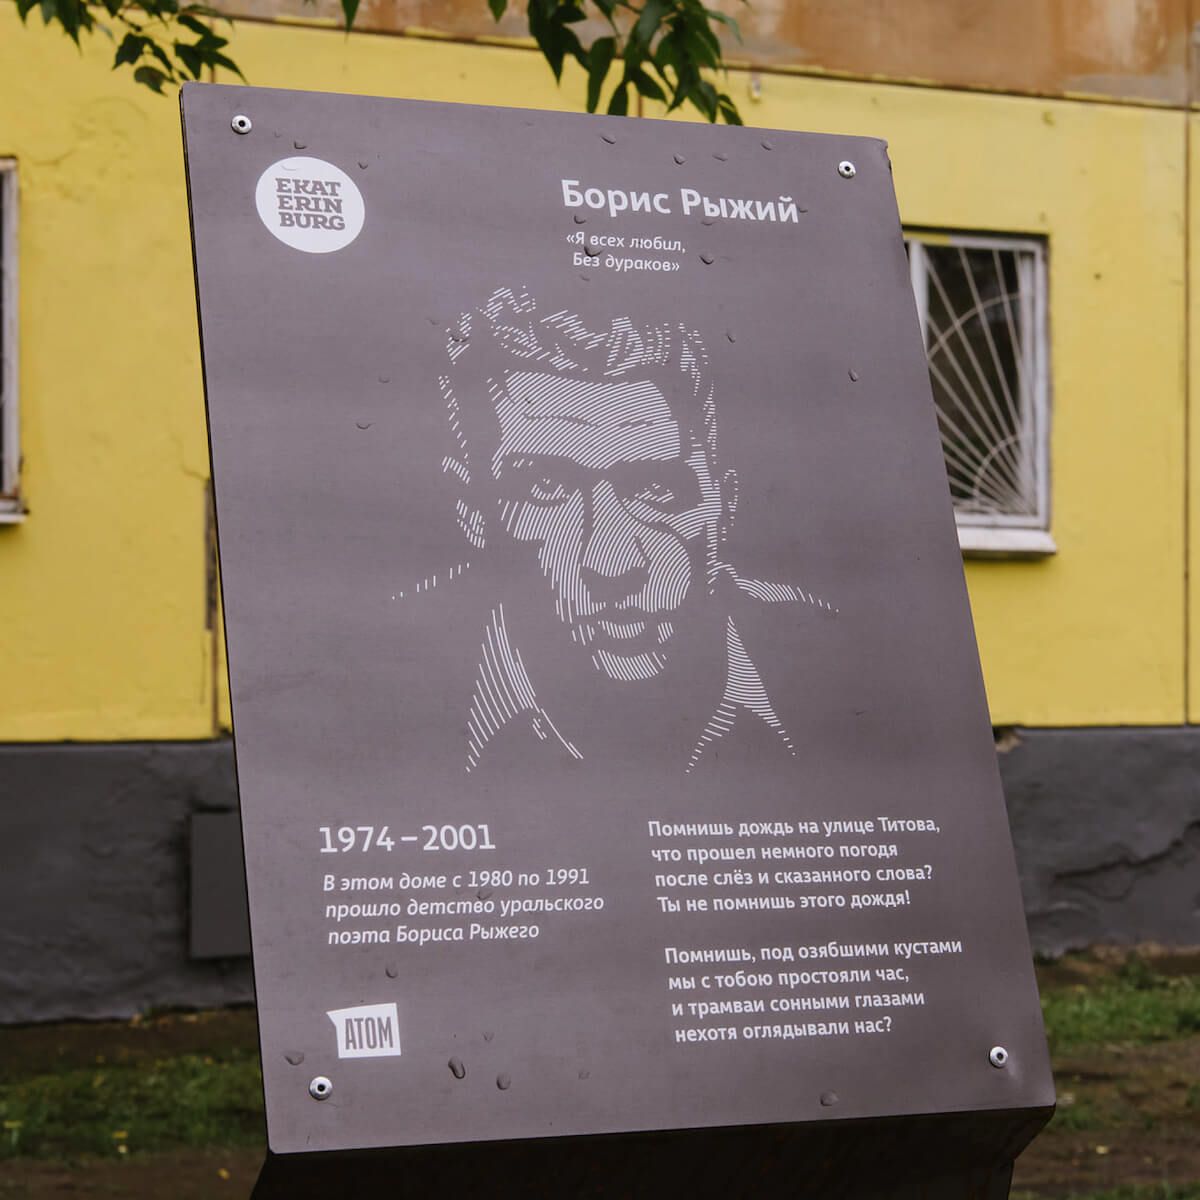 EKAT
ERIN
BURG
Борис Рыжий
«Я всех любил,
Без дураков»
1974 – 2001
В этом доме с 1980 по 1991
прошло детство уральского
поэта Бориса Рыжего
АТОМ
Помнишь дождь на улице Титова,
что прошел немного погодя
после слёз и сказанного слова?
Ты не помнишь этого дождя!
Помнишь, под озябшими кустами
мы с тобою простояли час,
и трамваи сонными глазами
нехотя оглядывали нас?